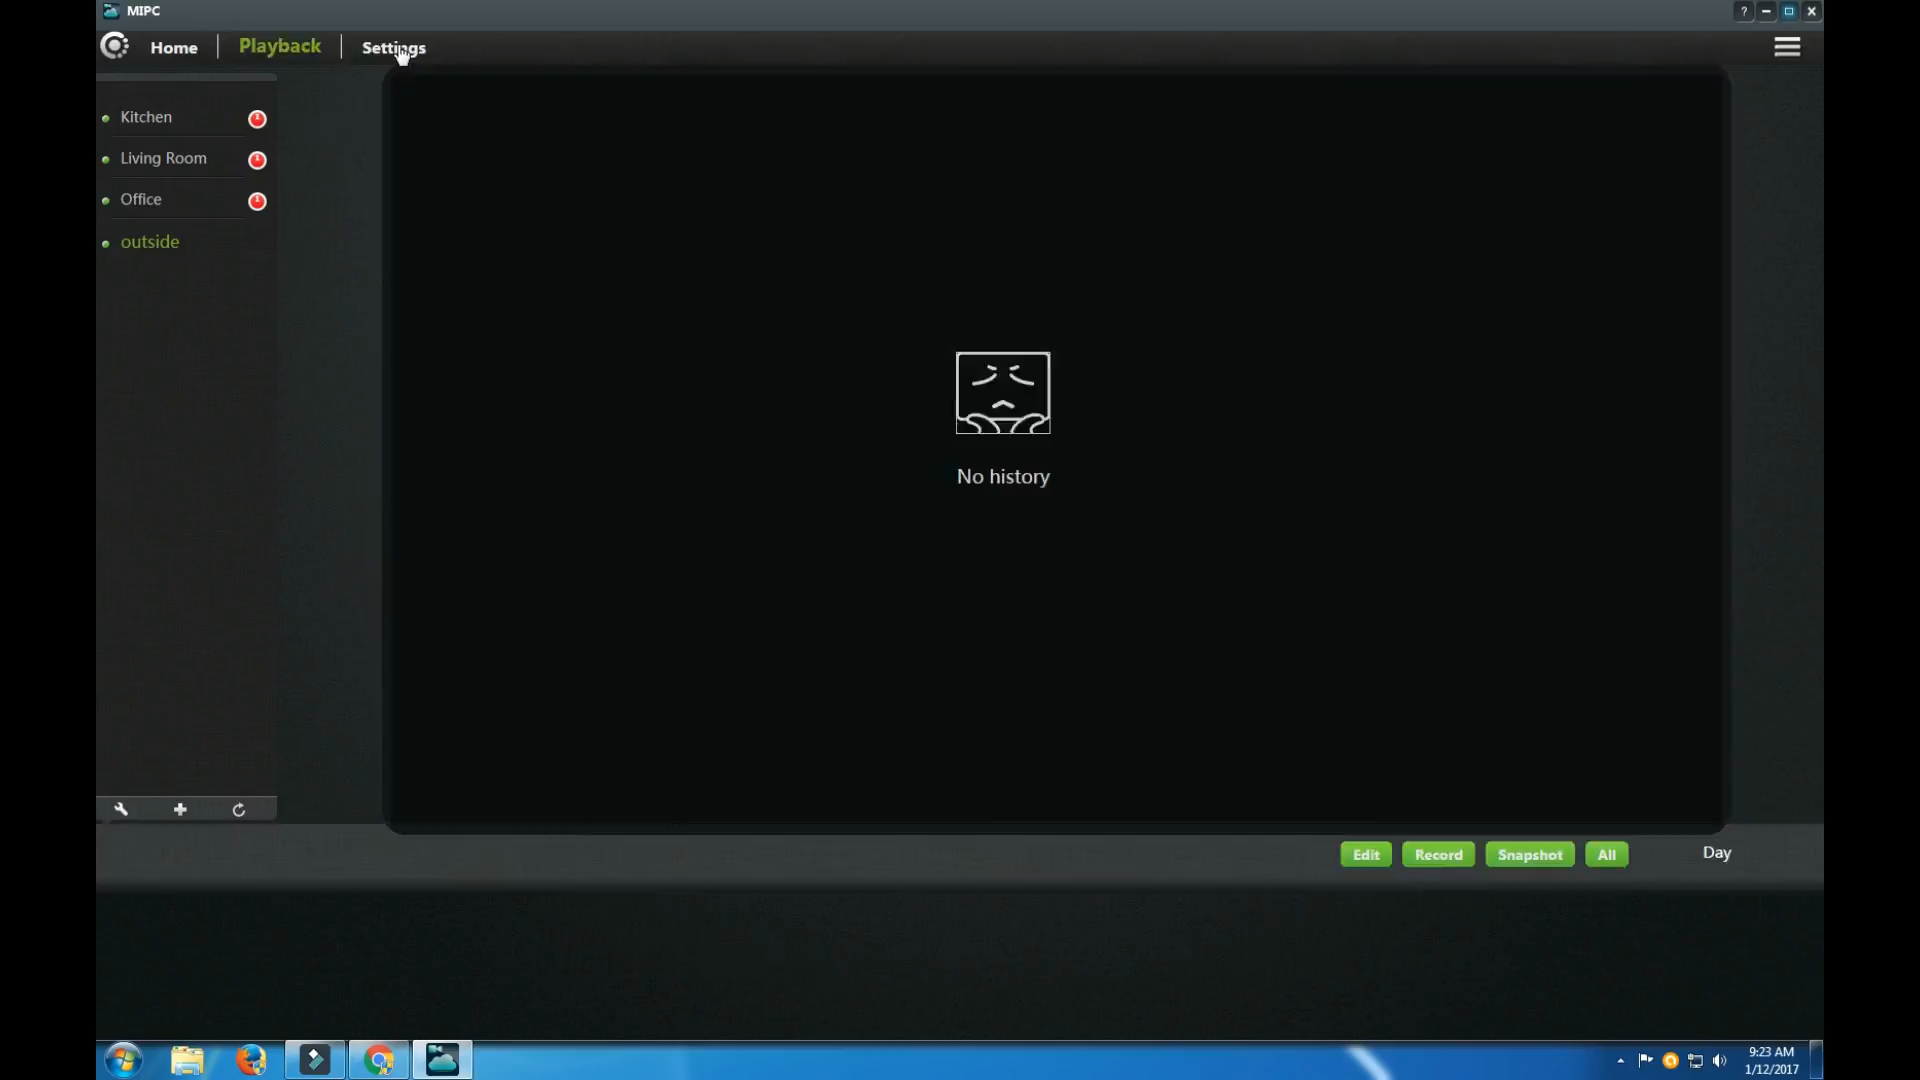 MIPC
?
Home
Playback
Settings
Kitchen
Living Room
Office
outside
No history
Edit
Record
Snapshot
All
Day
9:23 AM
1/12/2017